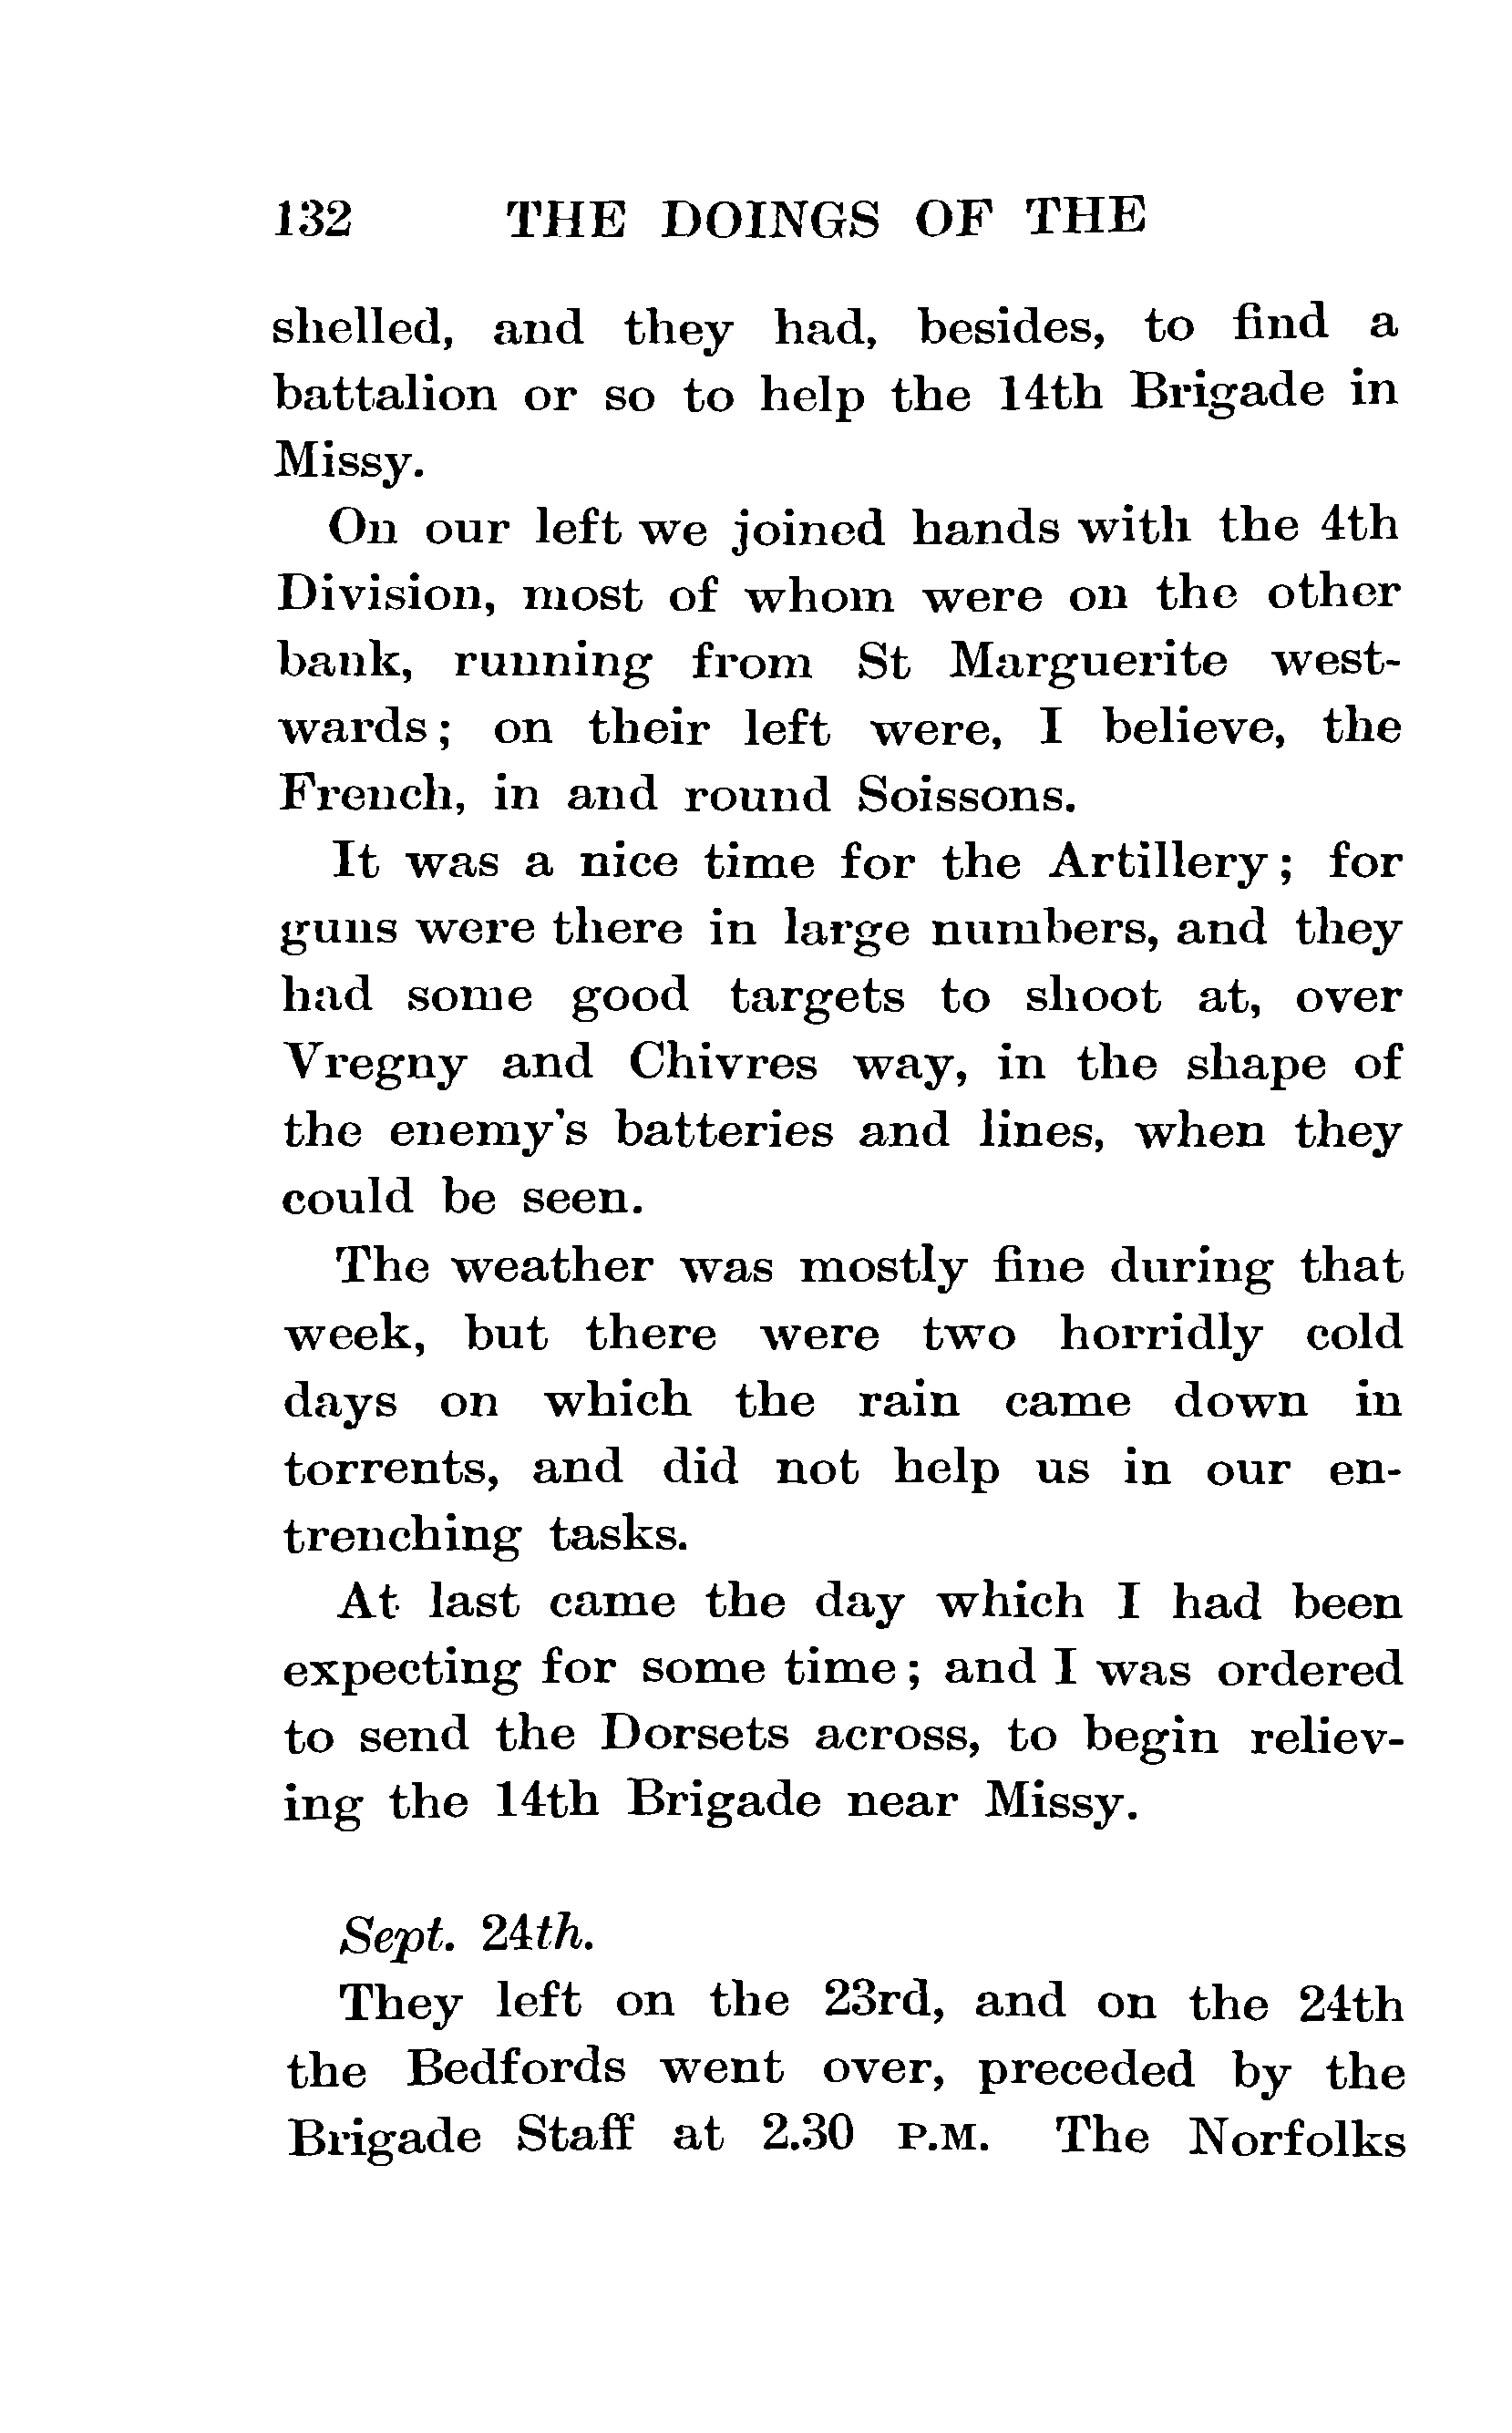 132 THE DOINGS OF THE
shelled, and they had, besides, to find a
battalion or so to help the 14th Brigade in
Missy.
On our left we joined hands with the 4th
Division, most of whom were on the other
bank, running from St Marguerite west-
wards; on their left were, I believe, the
French, in and round Soissons.
It was a nice time for the Artillery; for
guns were there in large numbers, and they
had some good targets to shoot at, over
Vregny and Chivres way, in the shape of
the enemy's batteries and lines, when they
could be seen.
The weather was mostly fine during that
week, but there were two horridly cold
days on which the rain came down in
torrents, and did not help us in our en-
trenching tasks.
At last came the day which I had been
expecting for some time; and I was ordered
to send the Dorsets across, to begin reliev-
ing the 14th Brigade near Missy.
Sept. 24th.
They left on the 23rd, and on the 24th
the Bedfords went over, preceded by the
Brigade Staff at 2.30 P.M. The Norfolks